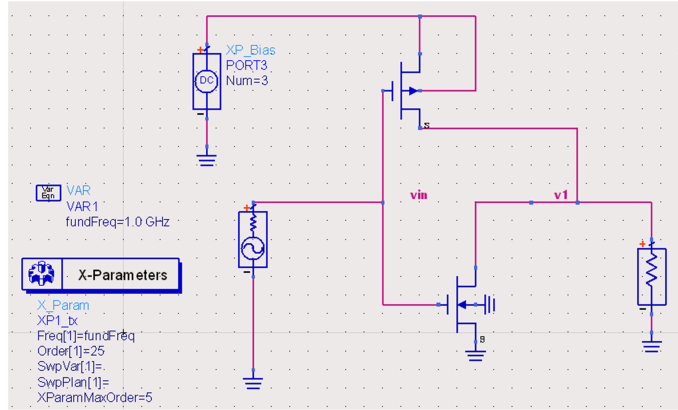 XP_Bias
PORT3
Num=3
DC
+
-
S
Var
Eqn
VAR
VAR1
fundFreq=1.0 GHz
vin
v1
+
-
+
-
X-Parameters
X_Param
XP1_tx
Freq[1]=fundFreq
Order[1]=25
SwpVar[1]=
SwpPlan[1]=
XParamMaxOrder=5
S